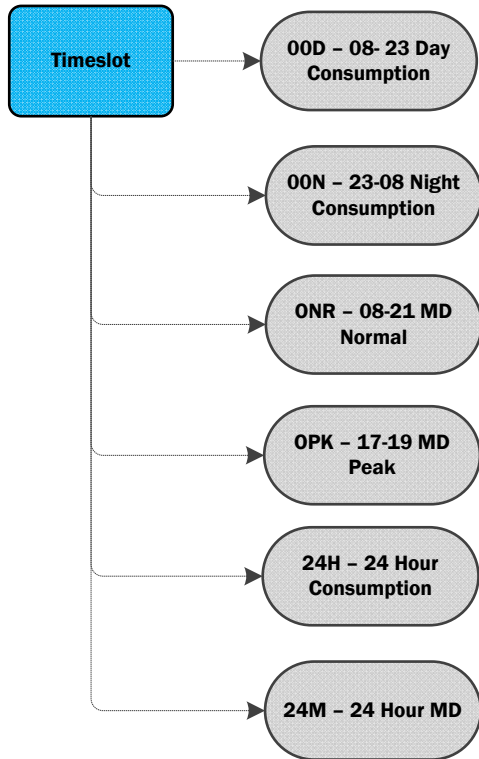 Timeslot
00D – 08- 23 Day
Consumption
00N – 23-08 Night
Consumption
0NR – 08-21 MD
Normal
0PK – 17-19 MD
Peak
24H – 24 Hour
Consumption
24M – 24 Hour MD